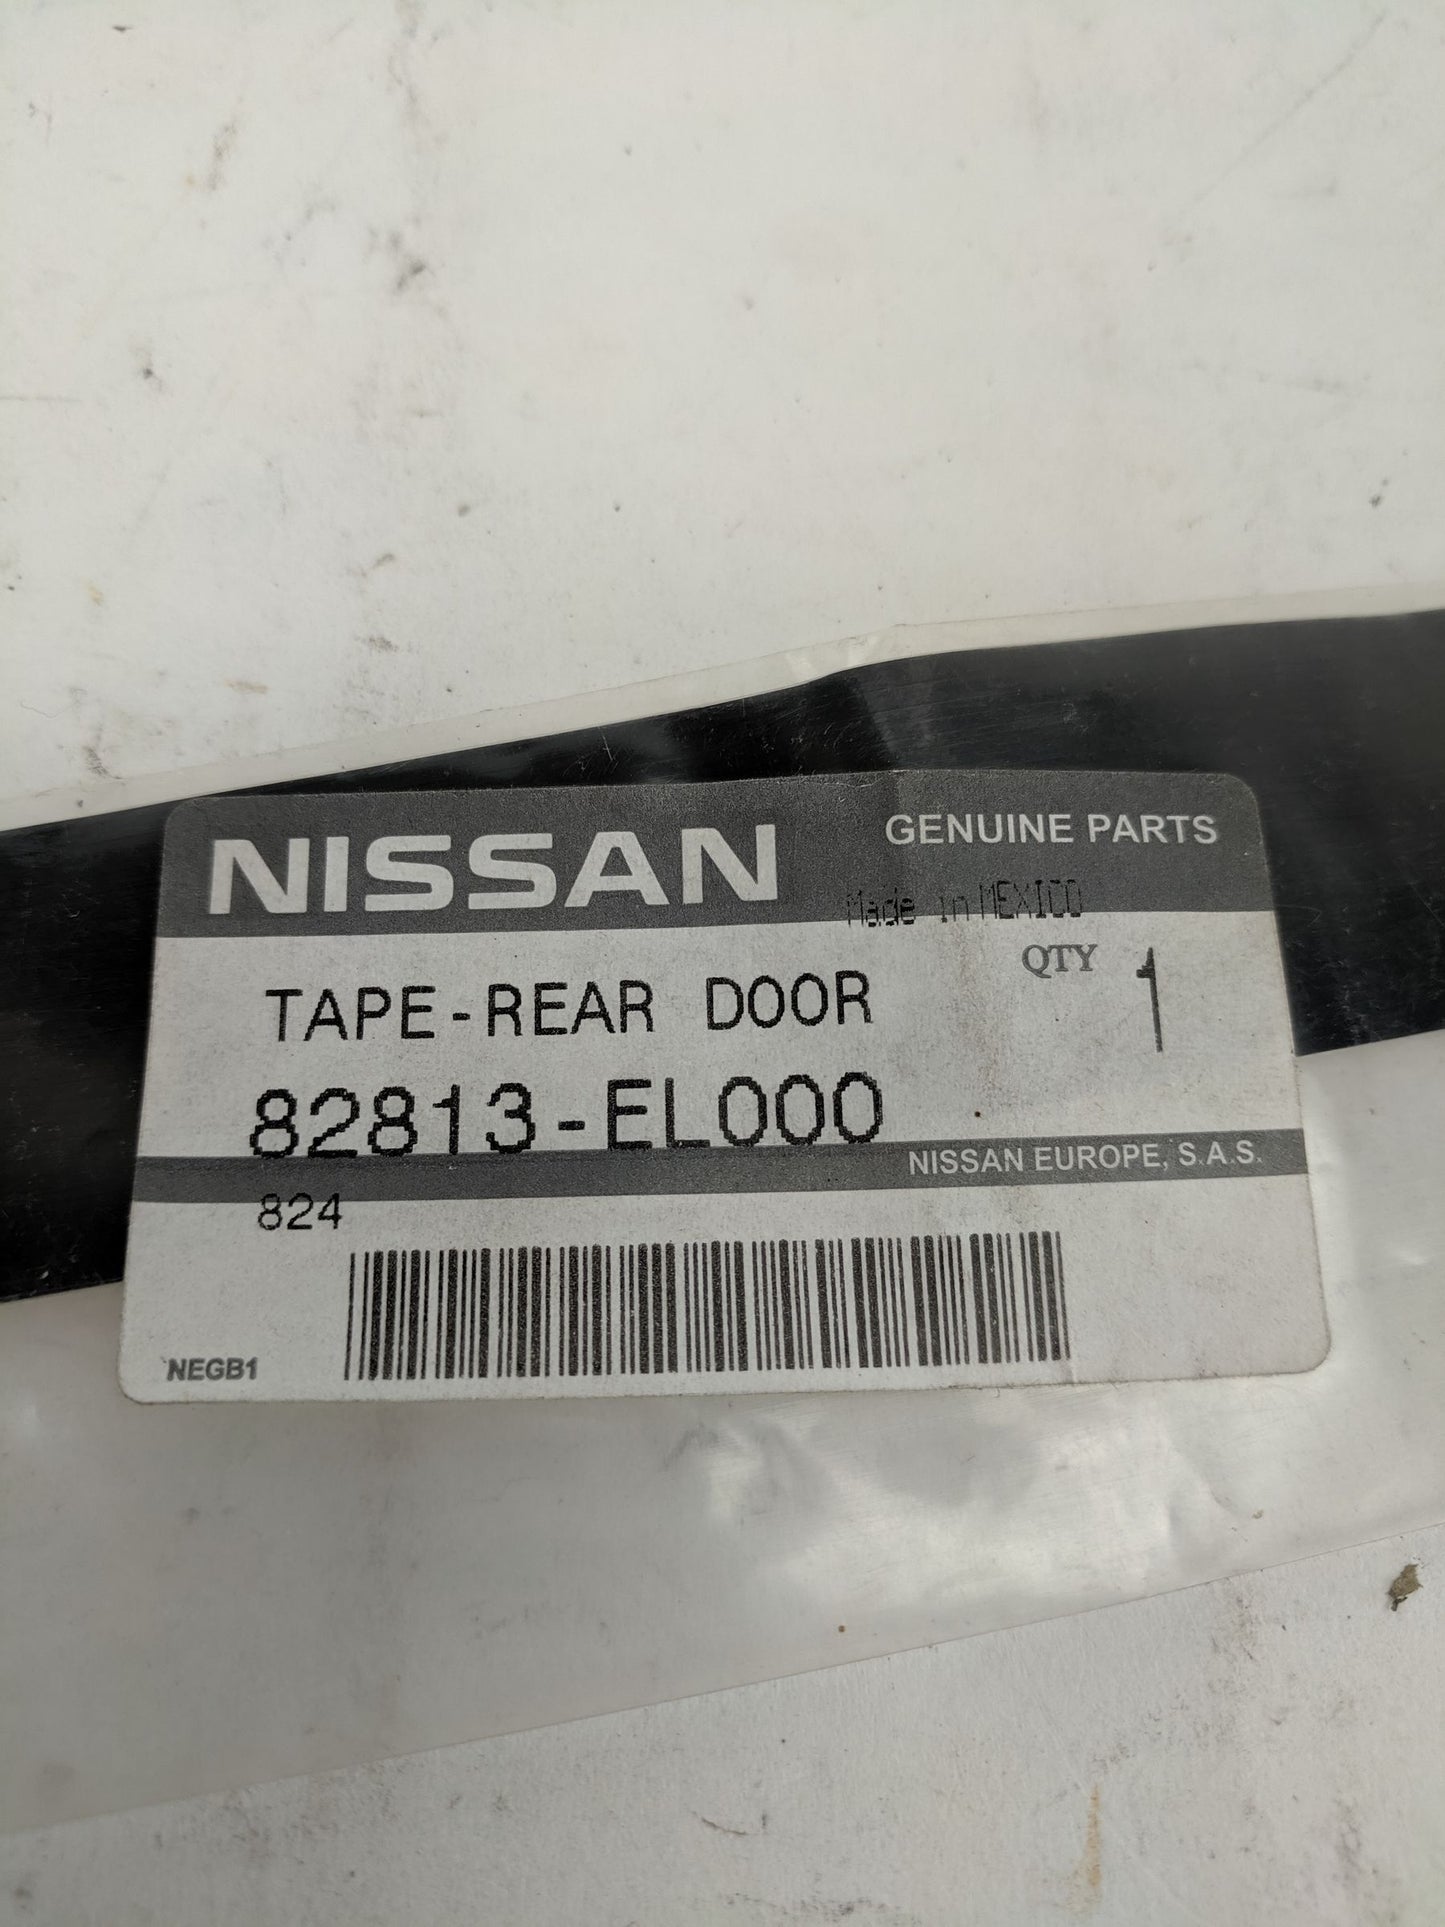 NISSAN
GENUINE PARTS
Made in MEXICO
QTY 1
TAPE-REAR DOOR
82813-EL000
NISSAN EUROPE, S.A.S.
824
NEGB1